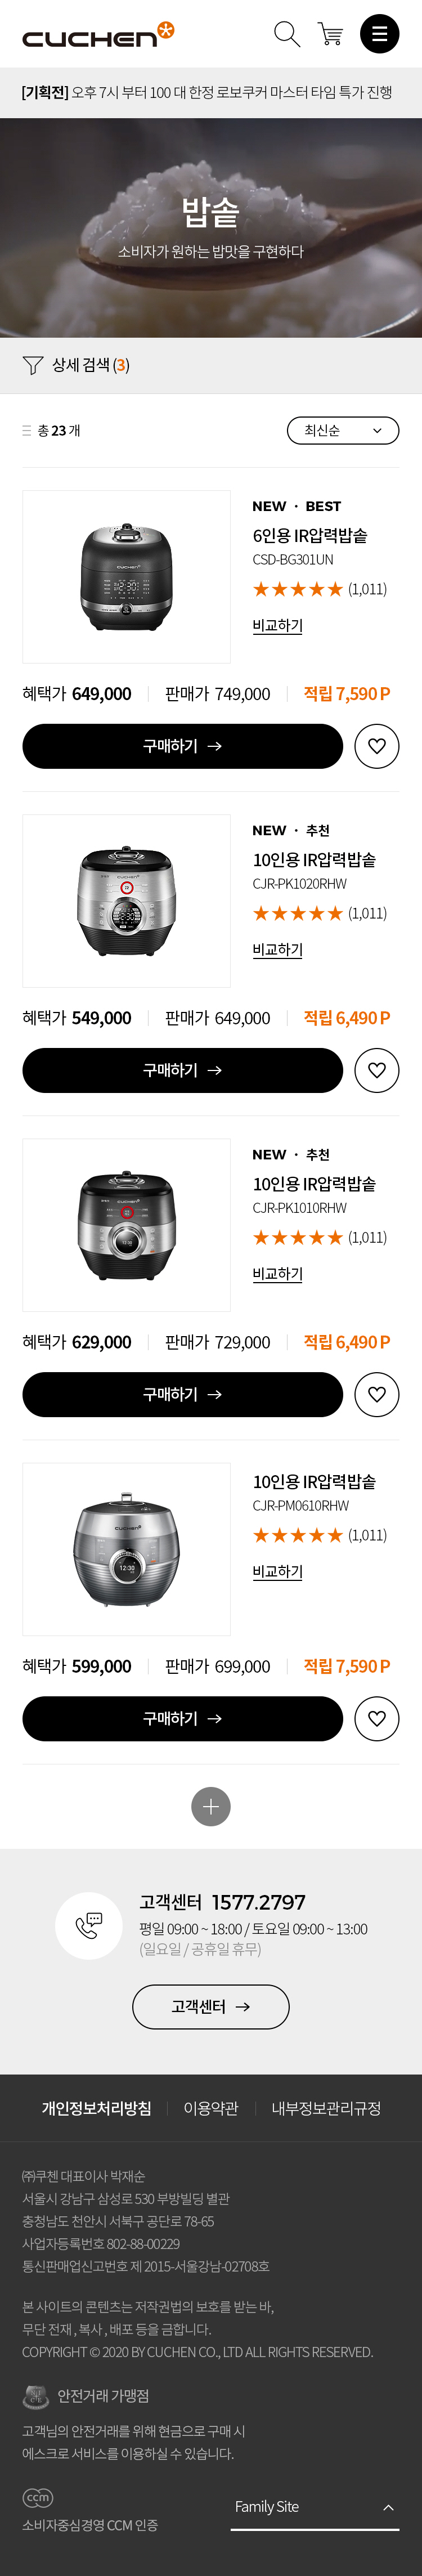 CUCHEN
[기획전] 오후 7시 부터 100 대 한정 로보쿠커 마스터 타임 특가 진행
밥솥
소비자가 원하는 밥맛을 구현하다
상세 검색 (3)
총 23 개
최신순
NEW · BEST
6인용 IR압력밥솥
CSD-BG301UN
(1,011)
비교하기
혜택가 649,000
판매가 749,000
적립 7,590 P
구매하기
NEW · 추천
10인용 IR압력밥솥
CJR-PK1020RHW
(1,011)
비교하기
혜택가 549,000
판매가 649,000
적립 6,490 P
구매하기
NEW · 추천
10인용 IR압력밥솥
CJR-PK1010RHW
(1,011)
비교하기
혜택가 629,000
판매가 729,000
적립 6,490 P
구매하기
CUCHEN
12:30
10인용 IR압력밥솥
CJR-PM0610RHW
(1,011)
비교하기
혜택가 599,000
판매가 699,000
적립 7,590 P
구매하기
고객센터 1577.2797
평일 09:00 ~ 18:00 / 토요일 09:00 ~ 13:00
(일요일 / 공휴일 휴무)
고객센터
개인정보처리방침
이용약관
내부정보관리규정
㈜쿠첸 대표이사 박재순
서울시 강남구 삼성로 530 부방빌딩 별관
충청남도 천안시 서북구 공단로 78-65
사업자등록번호 802-88-00229
통신판매업신고번호 제 2015-서울강남-02708호
본 사이트의 콘텐츠는 저작권법의 보호를 받는 바,
무단 전재 , 복사 , 배포 등을 금합니다.
COPYRIGHT © 2020 BY CUCHEN CO., LTD ALL RIGHTS RESERVED.
안전거래 가맹점
고객님의 안전거래를 위해 현금으로 구매 시
에스크로 서비스를 이용하실 수 있습니다.
ccm
소비자중심경영 CCM 인증
Family Site